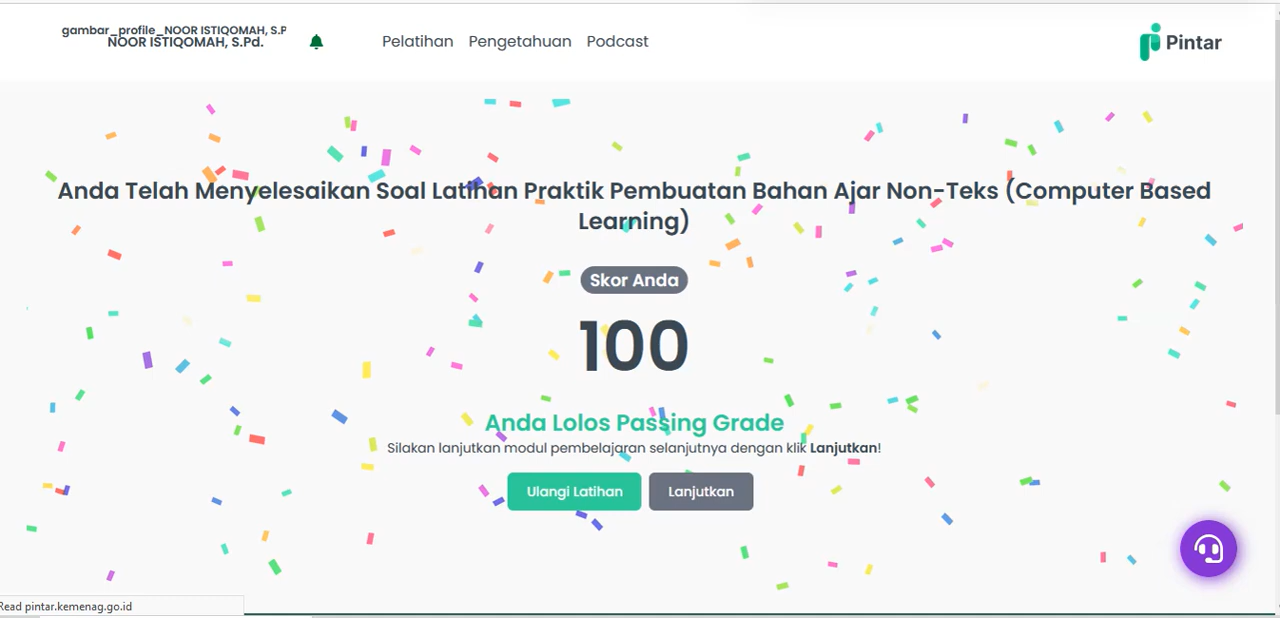 gambar_profile_NOOR ISTIQOMAH, S.P
NOOR ISTIQOMAH, S.Pd.
Pelatihan Pengetahuan Podcast
Pintar
Anda Telah Menyelesaikan Soal Latihan Praktik Pembuatan Bahan Ajar Non-Teks (Computer Based
Learning)
Skor Anda
100
Anda Lolos Passing Grade
Silakan lanjutkan modul pembelajaran selanjutnya dengan klik Lanjutkan!
Ulangi Latihan
Lanjutkan
Read pintar.kemenag.go.id